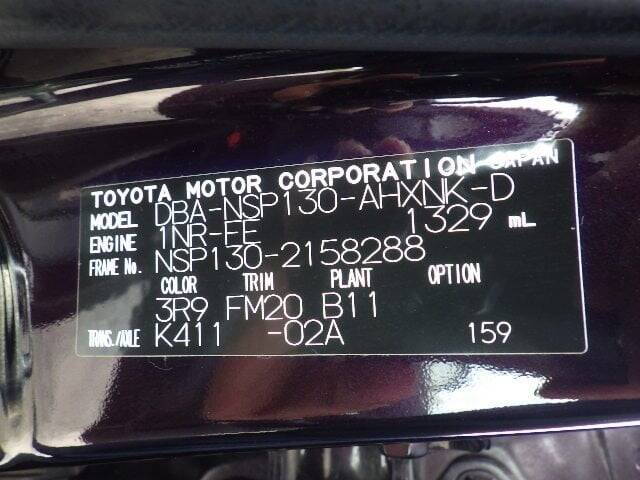 TOYOTA MOTOR CORPORATION JAPAN
MODEL DBA-NSP130-AHXNK-D
ENGINE 1NR-FE 1329 mL
FRAME No. NSP130-2158288
COLOR TRIM PLANT OPTION
3R9 FM20 B11
TRANS./AXLE K411 -02A 159